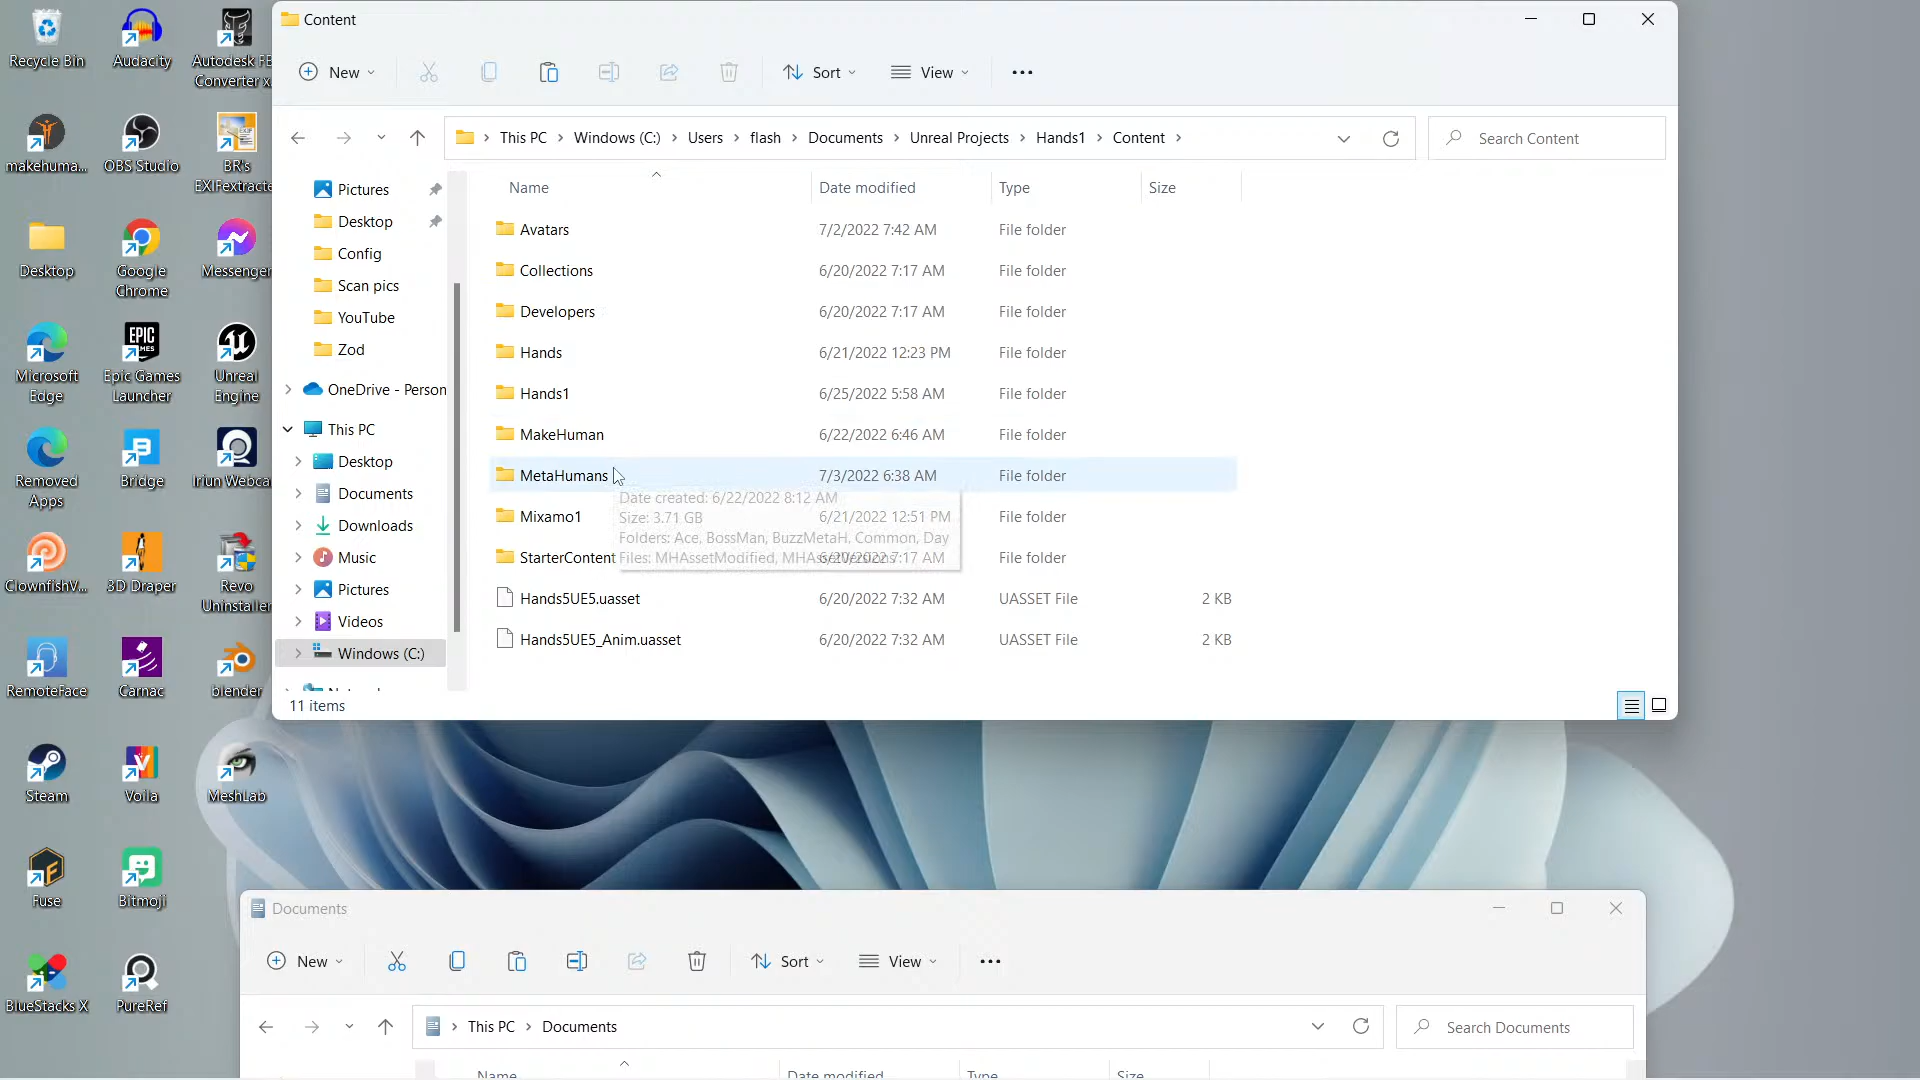 Recycle Bin
Audacity
Autodesk FB
Converter x.
makehuma...
OBS Studio
BR's
EXIFextracte
Desktop
Google
Chrome
Messenger
Microsoft
Edge
EPIC
GAMES
Epic Games
Launcher
Unreal
Engine
Removed
Apps
Bridge
Iriun Webca
ClownfishV...
3D Draper
Revo
Uninstaller
RemoteFace
Carnac
blender
Steam
Voila
MeshLab
Fuse
Bitmoji
BlueStacks X
PureRef
Content
New
Sort
View
This PC
Windows (C:)
Users
flash
Documents
Unreal Projects
Hands1
Content
Search Content
Pictures
Desktop
Config
Scan pics
YouTube
Zod
OneDrive - Person
This PC
Desktop
Documents
Downloads
Music
Pictures
Videos
Windows (C:)
Name Date modified Type Size
Avatars 7/2/2022 7:42 AM File folder
Collections 6/20/2022 7:17 AM File folder
Developers 6/20/2022 7:17 AM File folder
Hands 6/21/2022 12:23 PM File folder
Hands1 6/25/2022 5:58 AM File folder
MakeHuman 6/22/2022 6:46 AM File folder
MetaHumans 7/3/2022 6:38 AM File folder
Date created: 6/22/2022 8:12 AM
Size: 3.71 GB
Folders: Ace, BossMan, BuzzMetaH, Common, Day
Files: MHAssetModified, MHAssetVersions
Mixamo1 6/21/2022 12:51 PM File folder
StarterContent 6/20/2022 7:17 AM File folder
Hands5UE5.uasset 6/20/2022 7:32 AM UASSET File 2 KB
Hands5UE5_Anim.uasset 6/20/2022 7:32 AM UASSET File 2 KB
11 items
Documents
New
Sort
View
This PC
Documents
Search Documents
Name Date modified Type Size